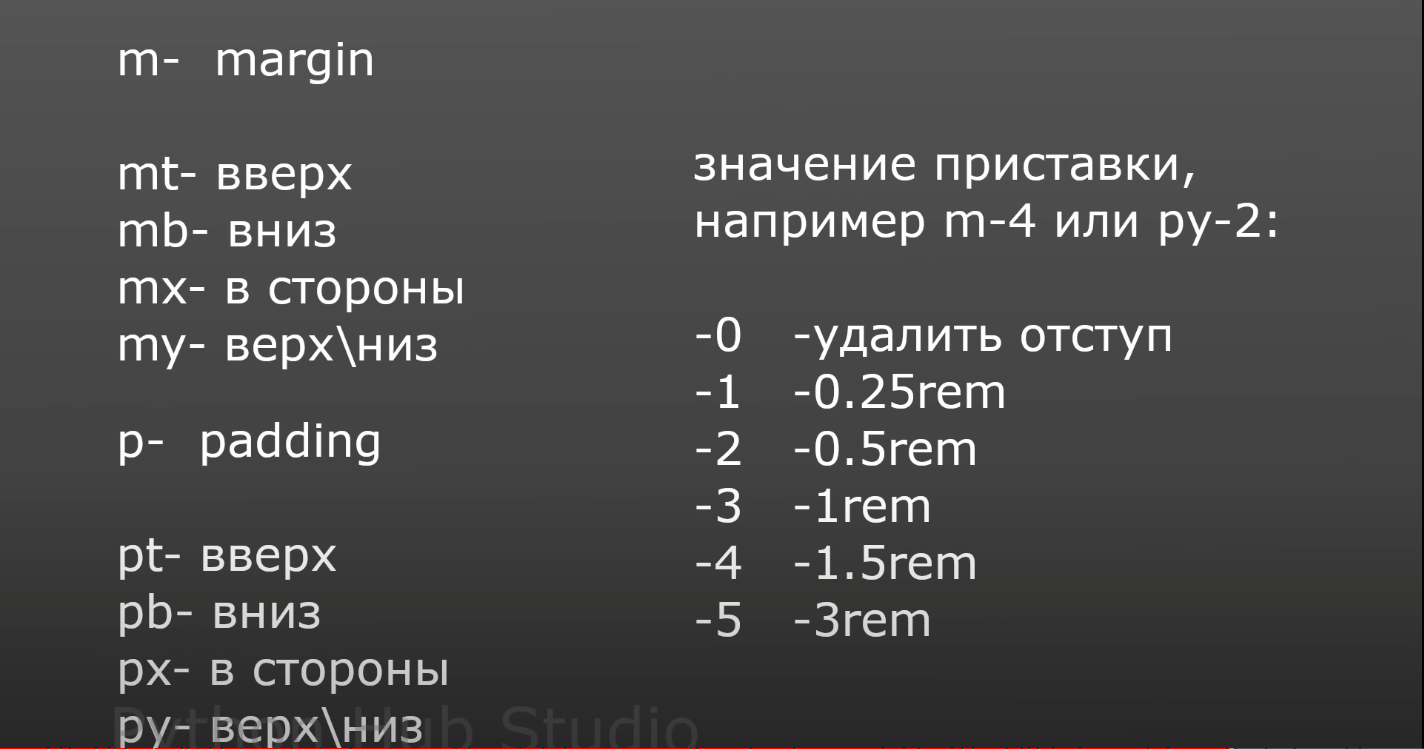 m- margin
mt- вверх
mb- вниз
mx- в стороны
my- верх\низ
p- padding
pt- вверх
pb- вниз
px- в стороны
py- верх\низ
Python Hub Studio
значение приставки,
например m-4 или py-2:
-0 -удалить отступ
-1 -0.25rem
-2 -0.5rem
-3 -1rem
-4 -1.5rem
-5 -3rem